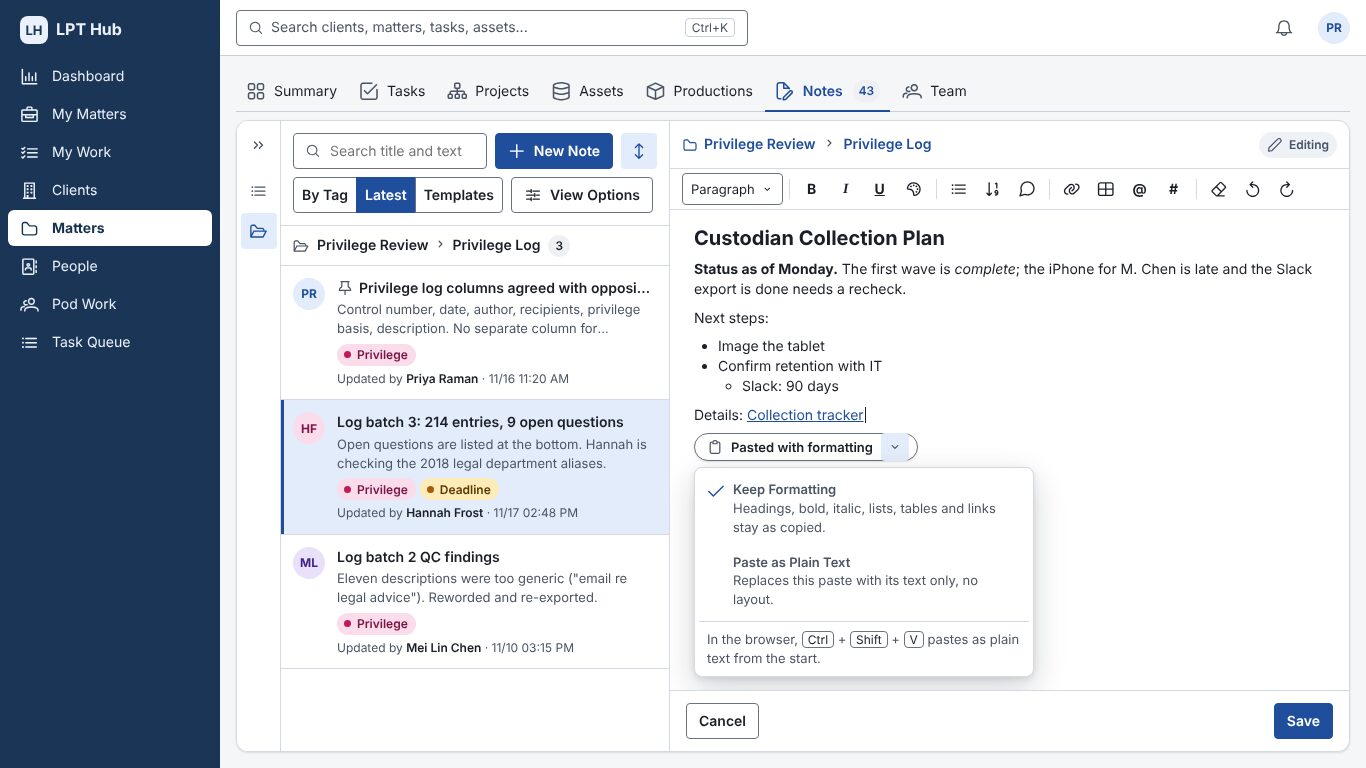 LH LPT Hub
Search clients, matters, tasks, assets... Ctrl+K
PR
Dashboard
My Matters
My Work
Clients
Matters
People
Pod Work
Task Queue
Summary Tasks Projects Assets Productions Notes 43 Team
Search title and text
New Note
By Tag Latest Templates View Options
Privilege Review › Privilege Log 3
PR
Privilege log columns agreed with opposi...
Control number, date, author, recipients, privilege
basis, description. No separate column for...
Privilege
Updated by Priya Raman · 11/16 11:20 AM
HF
Log batch 3: 214 entries, 9 open questions
Open questions are listed at the bottom. Hannah is
checking the 2018 legal department aliases.
Privilege Deadline
Updated by Hannah Frost · 11/17 02:48 PM
ML
Log batch 2 QC findings
Eleven descriptions were too generic ("email re
legal advice"). Reworded and re-exported.
Privilege
Updated by Mei Lin Chen · 11/10 03:15 PM
Privilege Review › Privilege Log
Editing
Paragraph B I U @ #
Custodian Collection Plan
Status as of Monday. The first wave is complete; the iPhone for M. Chen is late and the Slack
export is done needs a recheck.
Next steps:
• Image the tablet
• Confirm retention with IT
◦ Slack: 90 days
Details: Collection tracker
Pasted with formatting
Keep Formatting
Headings, bold, italic, lists, tables and links
stay as copied.
Paste as Plain Text
Replaces this paste with its text only, no
layout.
In the browser, Ctrl + Shift + V pastes as plain
text from the start.
Cancel
Save